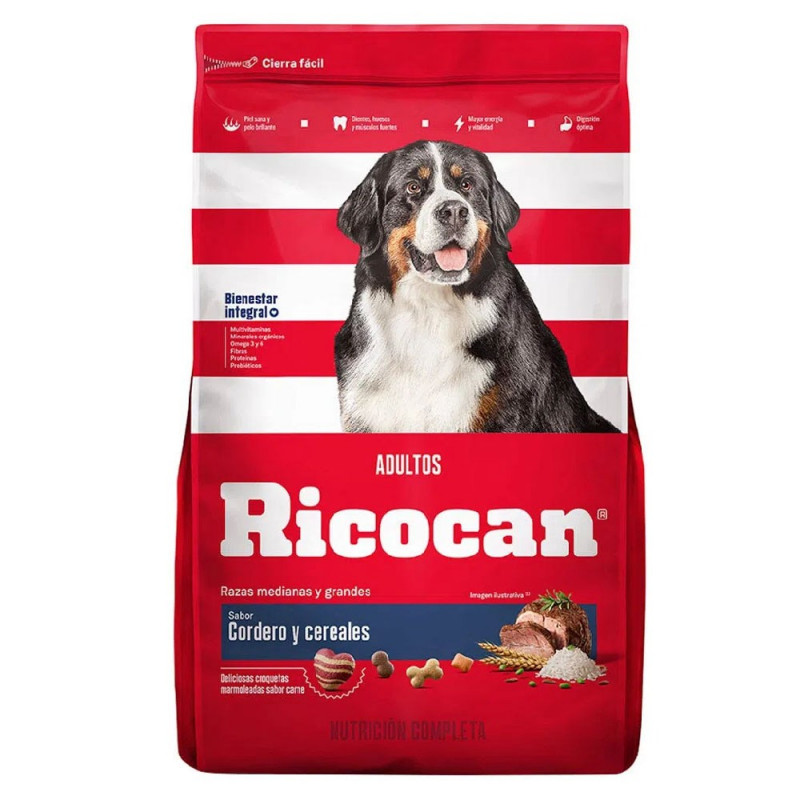 Cierra fácil
Piel sana y
pelo brillante
Dientes, huesos
y músculos fuertes
Mayor energía
y vitalidad
Digestión
óptima
Bienestar
integral
Multivitaminas
Minerales orgánicos
Omega 3 y 6
Fibras
Proteínas
Prebióticos
ADULTOS
Ricocan®
Razas medianas y grandes
Imagen ilustrativa
Sabor
Cordero y cereales
Deliciosas croquetas
marmoleadas sabor carne
NUTRICIÓN COMPLETA